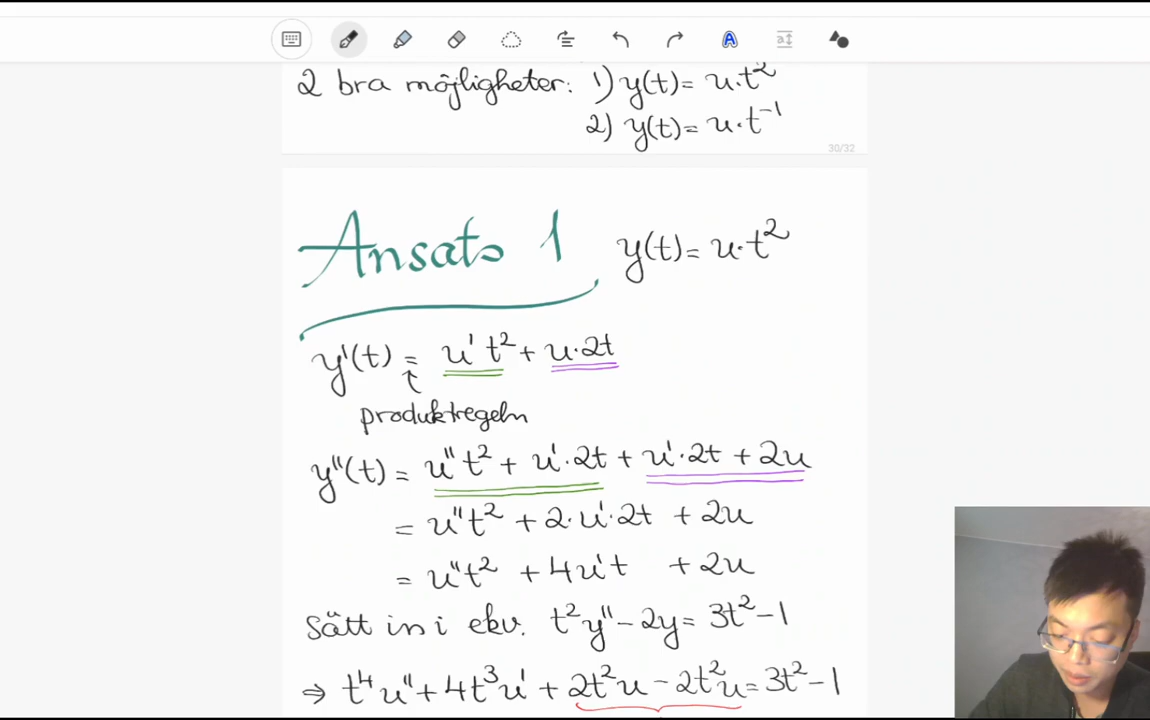 2 bra möjligheter: 1) y(t)= u·t²
2) y(t)= u·t⁻¹
30/32
Ansats 1 y(t)= u·t²
y'(t) = u't² + u·2t
↑
produktregeln
y''(t) = u''t² + u'·2t + u'·2t + 2u
= u''t² + 2·u'·2t + 2u
= u''t² + 4u't + 2u
Sätt in i ekv. t²y'' - 2y = 3t² - 1
⇒ t⁴u'' + 4t³u' + 2t²u - 2t²u = 3t² - 1